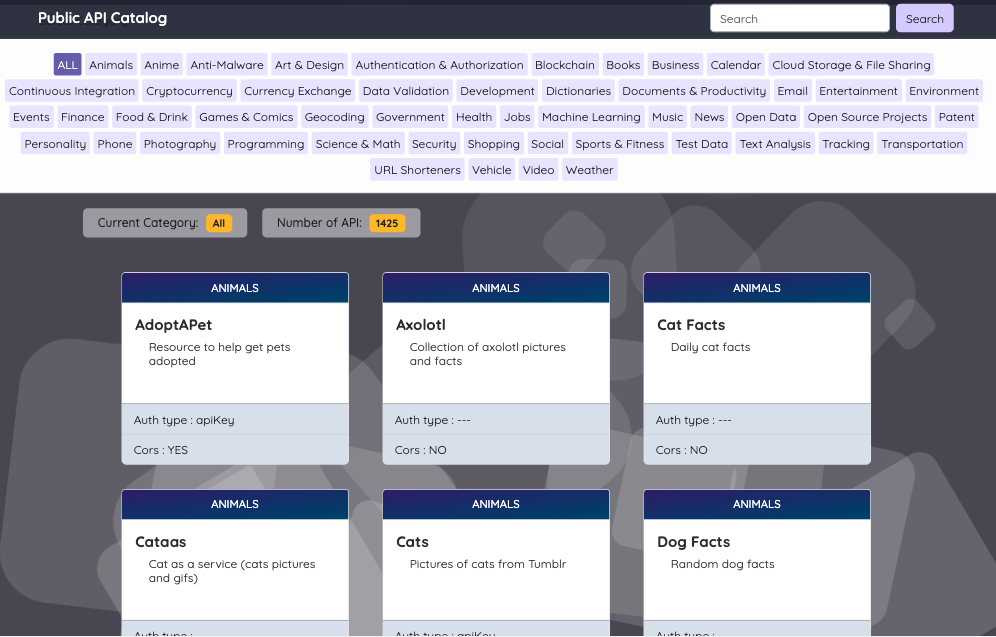 Public API Catalog
Search Search
ALL Animals Anime Anti-Malware Art & Design Authentication & Authorization Blockchain Books Business Calendar Cloud Storage & File Sharing
Continuous Integration Cryptocurrency Currency Exchange Data Validation Development Dictionaries Documents & Productivity Email Entertainment Environment
Events Finance Food & Drink Games & Comics Geocoding Government Health Jobs Machine Learning Music News Open Data Open Source Projects Patent
Personality Phone Photography Programming Science & Math Security Shopping Social Sports & Fitness Test Data Text Analysis Tracking Transportation
URL Shorteners Vehicle Video Weather
Current Category: All
Number of API: 1425
ANIMALS
AdoptAPet
Resource to help get pets
adopted
Auth type : apiKey
Cors : YES
ANIMALS
Axolotl
Collection of axolotl pictures
and facts
Auth type : ---
Cors : NO
ANIMALS
Cat Facts
Daily cat facts
Auth type : ---
Cors : NO
ANIMALS
Cataas
Cat as a service (cats pictures
and gifs)
Auth type :
ANIMALS
Cats
Pictures of cats from Tumblr
Auth type : apiKey
ANIMALS
Dog Facts
Random dog facts
Auth type :